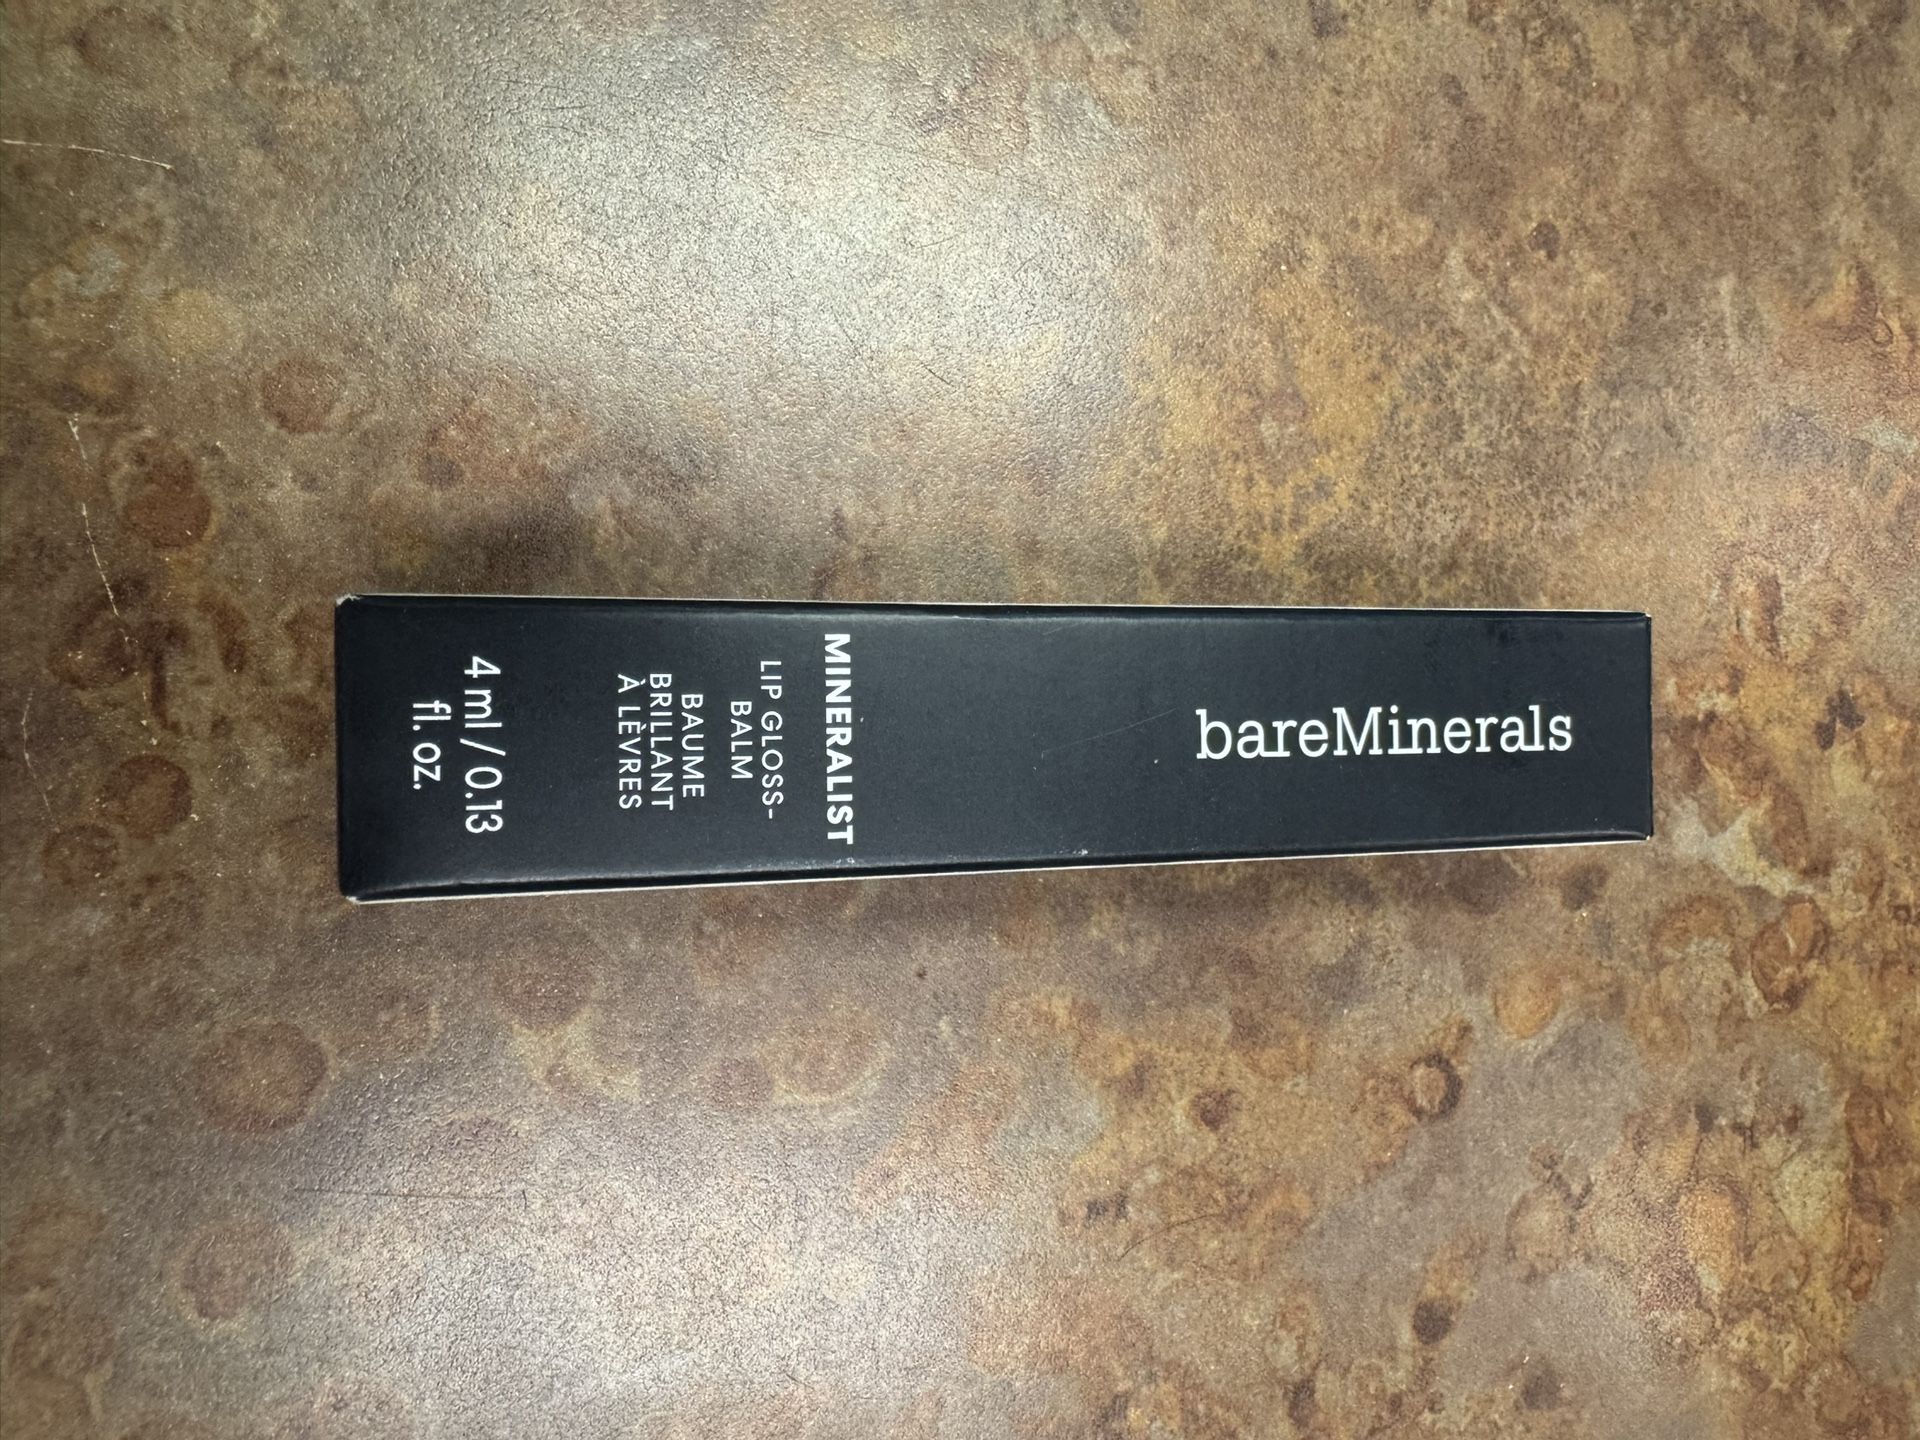 bareMinerals
MINERALIST
LIP GLOSS-
BALM
BAUME
BRILLANT
À LÈVRES
4 ml / 0.13
fl. oz.